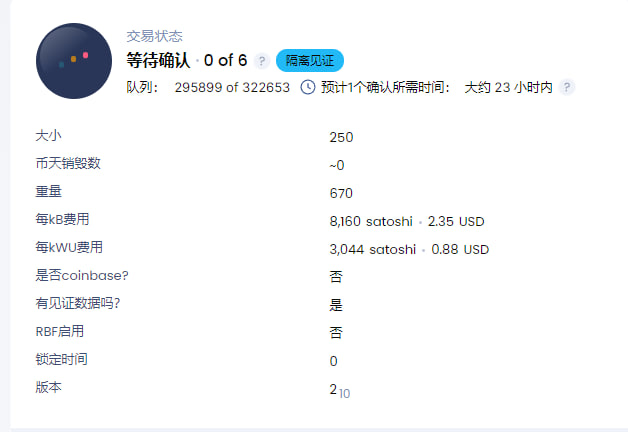 交易状态
等待确认 · 0 of 6 ? 隔离见证
队列： 295899 of 322653 预计1个确认所需时间： 大约 23 小时内 ?
大小 250
币天销毁数 ~0
重量 670
每kB费用 8,160 satoshi · 2.35 USD
每kWU费用 3,044 satoshi · 0.88 USD
是否coinbase? 否
有见证数据吗? 是
RBF启用 否
锁定时间 0
版本 2 10